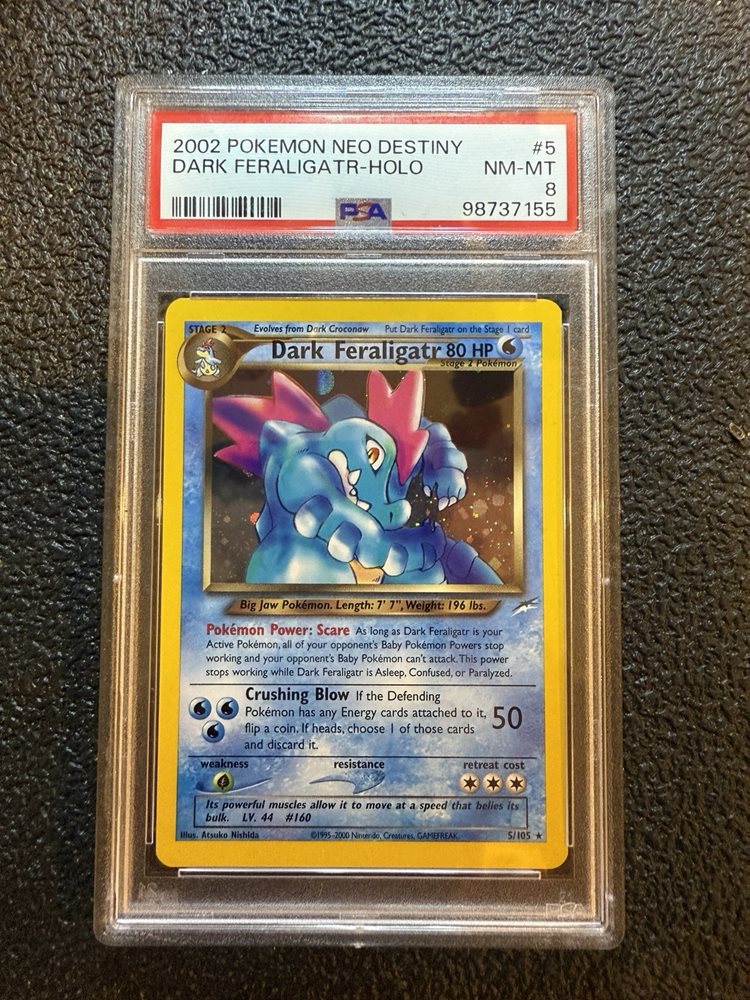 2002 POKEMON NEO DESTINY #5
DARK FERALIGATR-HOLO NM-MT
8
PSA 98737155
STAGE 2 Evolves from Dark Croconaw Put Dark Feraligatr on the Stage 1 card
Dark Feraligatr 80 HP
Stage 2 Pokémon
Big Jaw Pokémon. Length: 7' 7", Weight: 196 lbs.
Pokémon Power: Scare As long as Dark Feraligatr is your
Active Pokémon, all of your opponent's Baby Pokémon Powers stop
working and your opponent's Baby Pokémon can't attack. This power
stops working while Dark Feraligatr is Asleep, Confused, or Paralyzed.
Crushing Blow If the Defending
Pokémon has any Energy cards attached to it, 50
flip a coin. If heads, choose 1 of those cards
and discard it.
weakness resistance retreat cost
Its powerful muscles allow it to move at a speed that belies its
bulk. LV. 44 #160
Illus. Atsuko Nishida ©1995-2000 Nintendo, Creatures, GAMEFREAK. 5/105 ★
PSA